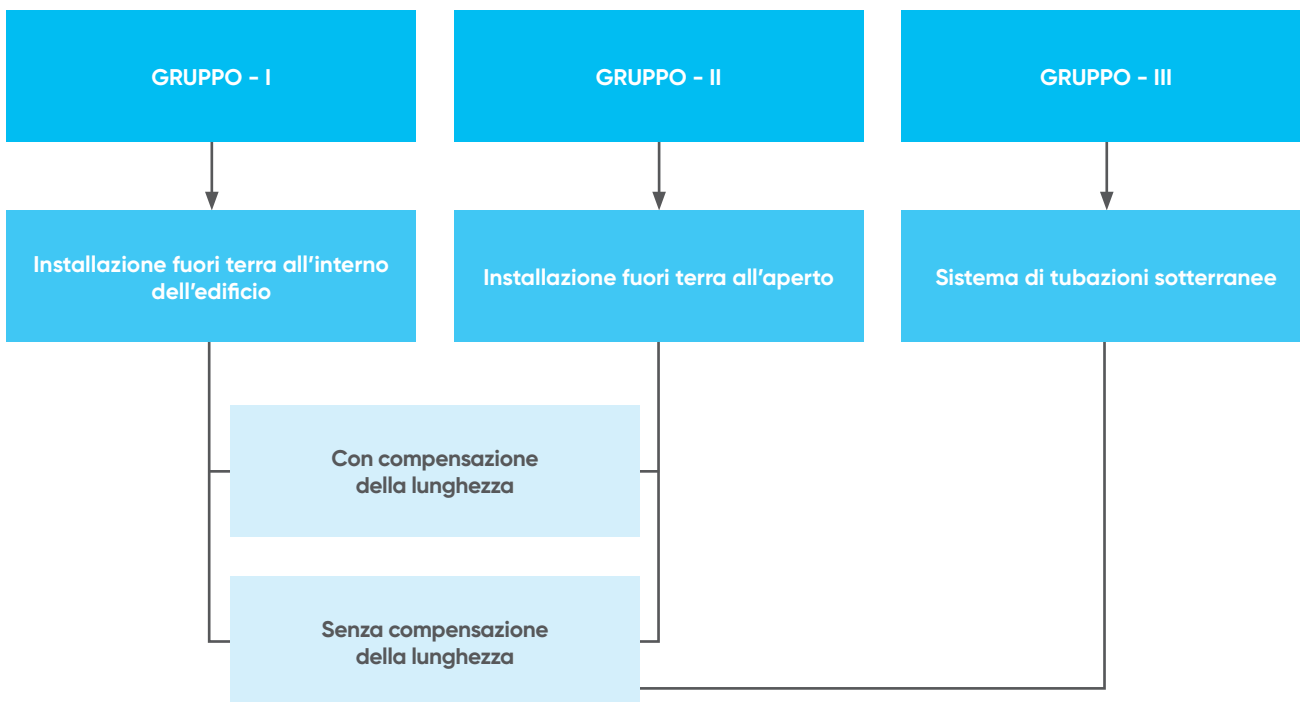 GRUPPO - I
GRUPPO - II
GRUPPO - III
Installazione fuori terra all’interno
dell’edificio
Installazione fuori terra all’aperto
Sistema di tubazioni sotterranee
Con compensazione
della lunghezza
Senza compensazione
della lunghezza